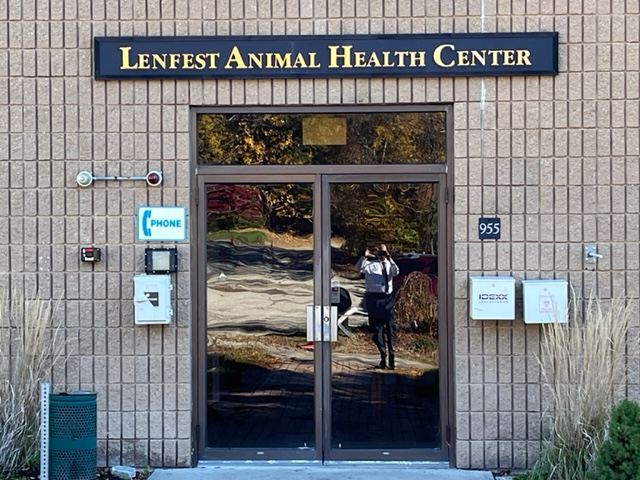 LENFEST ANIMAL HEALTH CENTER
PHONE
955
IDEXX